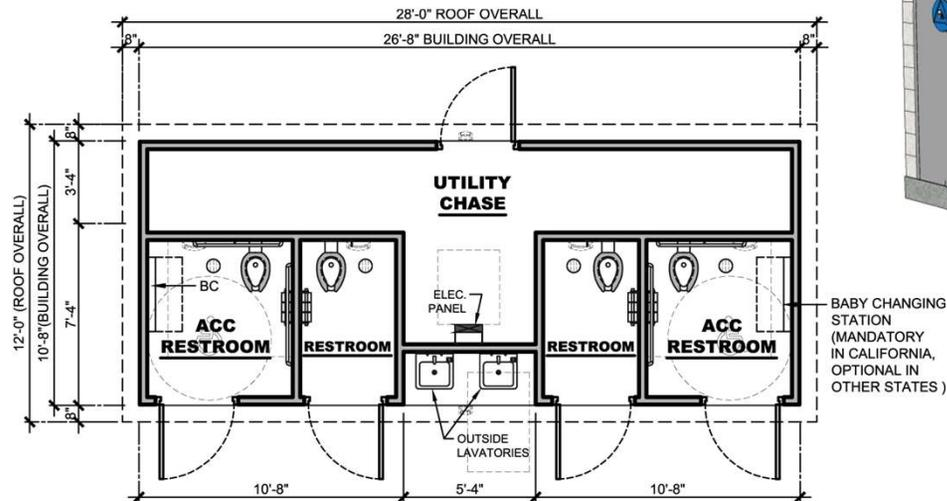 28'-0" ROOF OVERALL
8"
26'-8" BUILDING OVERALL
8"
12'-0" (ROOF OVERALL)
10'-8"(BUILDING OVERALL)
8"
3'-4"
7'-4"
8"
UTILITY
CHASE
BC
ACC
RESTROOM
RESTROOM
ELEC.
PANEL
RESTROOM
ACC
RESTROOM
BABY CHANGING
STATION
(MANDATORY
IN CALIFORNIA,
OPTIONAL IN
OTHER STATES )
OUTSIDE
LAVATORIES
10'-8"
5'-4"
10'-8"